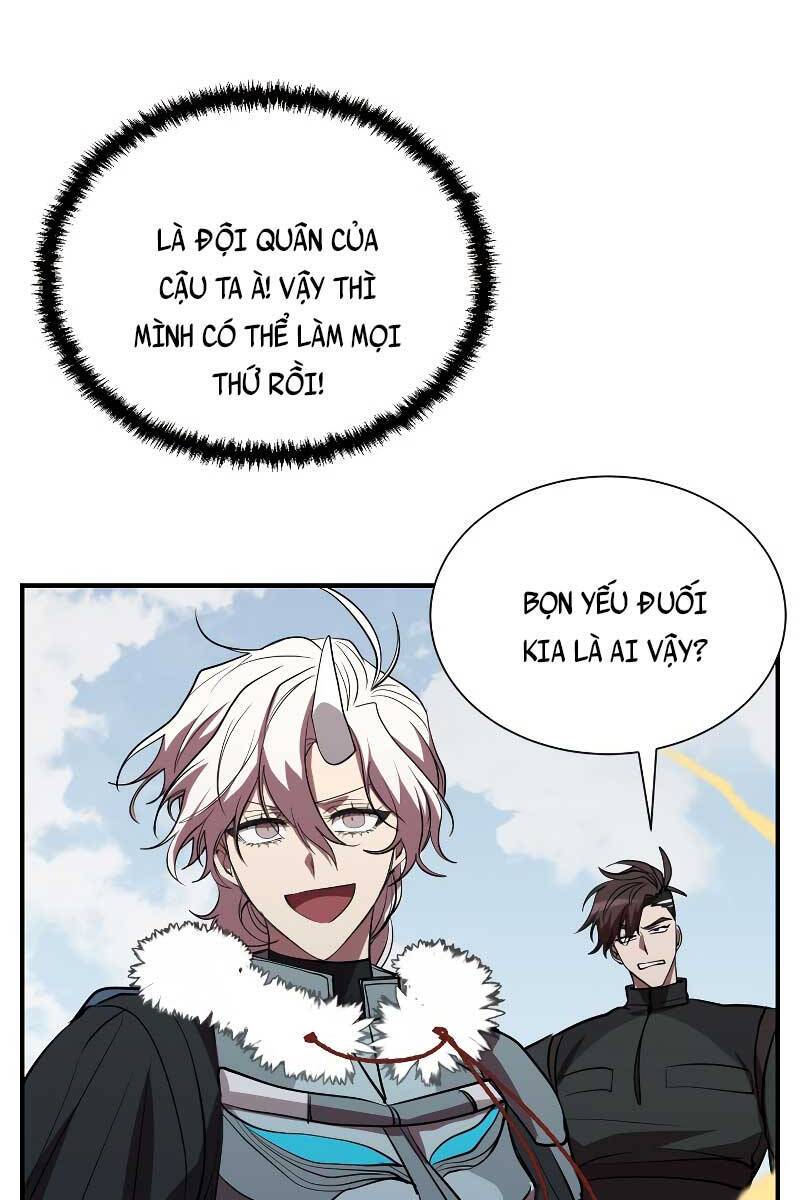 LÀ ĐỘI QUÂN CỦA
CẬU TA À! VẬY THÌ
MÌNH CÓ THỂ LÀM MỌI
THỨ RỒI!
BỌN YẾU ĐUỐI
KIA LÀ AI VẬY?